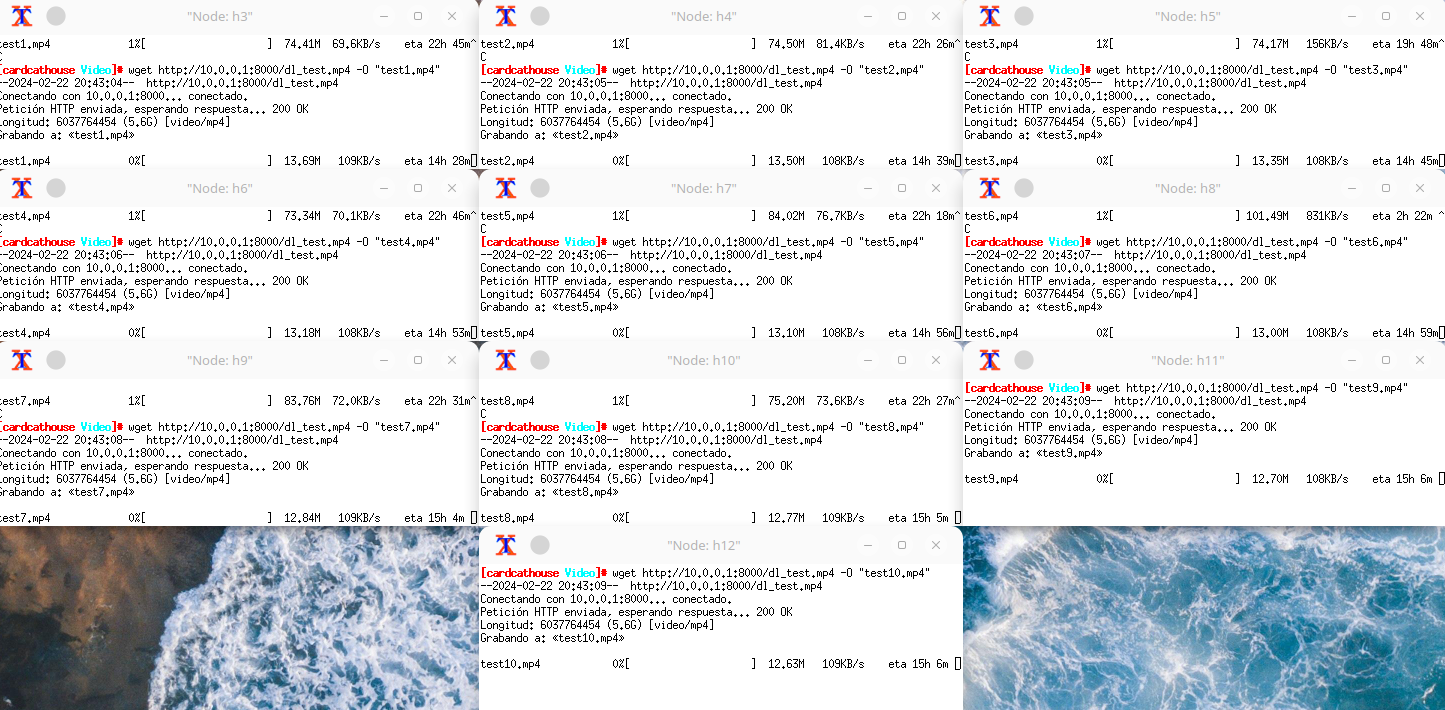 "Node: h3"
test1.mp4 1%[ ] 74.41M 69.6KB/s eta 22h 45m^
C
[cardcathouse Video]# wget http://10.0.0.1:8000/dl_test.mp4 -O "test1.mp4"
--2024-02-22 20:43:04-- http://10.0.0.1:8000/dl_test.mp4
Conectando con 10.0.0.1:8000... conectado.
Petición HTTP enviada, esperando respuesta... 200 OK
Longitud: 6037764454 (5.6G) [video/mp4]
Grabando a: «test1.mp4»
test1.mp4 0%[ ] 13.69M 109KB/s eta 14h 28m
"Node: h4"
test2.mp4 1%[ ] 74.50M 81.4KB/s eta 22h 26m^
C
[cardcathouse Video]# wget http://10.0.0.1:8000/dl_test.mp4 -O "test2.mp4"
--2024-02-22 20:43:05-- http://10.0.0.1:8000/dl_test.mp4
Conectando con 10.0.0.1:8000... conectado.
Petición HTTP enviada, esperando respuesta... 200 OK
Longitud: 6037764454 (5.6G) [video/mp4]
Grabando a: «test2.mp4»
test2.mp4 0%[ ] 13.50M 108KB/s eta 14h 39m
"Node: h5"
test3.mp4 1%[ ] 74.17M 156KB/s eta 19h 48m^
C
[cardcathouse Video]# wget http://10.0.0.1:8000/dl_test.mp4 -O "test3.mp4"
--2024-02-22 20:43:05-- http://10.0.0.1:8000/dl_test.mp4
Conectando con 10.0.0.1:8000... conectado.
Petición HTTP enviada, esperando respuesta... 200 OK
Longitud: 6037764454 (5.6G) [video/mp4]
Grabando a: «test3.mp4»
test3.mp4 0%[ ] 13.35M 108KB/s eta 14h 45m
"Node: h6"
test4.mp4 1%[ ] 73.34M 70.1KB/s eta 22h 46m^
C
[cardcathouse Video]# wget http://10.0.0.1:8000/dl_test.mp4 -O "test4.mp4"
--2024-02-22 20:43:06-- http://10.0.0.1:8000/dl_test.mp4
Conectando con 10.0.0.1:8000... conectado.
Petición HTTP enviada, esperando respuesta... 200 OK
Longitud: 6037764454 (5.6G) [video/mp4]
Grabando a: «test4.mp4»
test4.mp4 0%[ ] 13.18M 108KB/s eta 14h 53m
"Node: h7"
test5.mp4 1%[ ] 84.02M 76.7KB/s eta 22h 18m^
C
[cardcathouse Video]# wget http://10.0.0.1:8000/dl_test.mp4 -O "test5.mp4"
--2024-02-22 20:43:06-- http://10.0.0.1:8000/dl_test.mp4
Conectando con 10.0.0.1:8000... conectado.
Petición HTTP enviada, esperando respuesta... 200 OK
Longitud: 6037764454 (5.6G) [video/mp4]
Grabando a: «test5.mp4»
test5.mp4 0%[ ] 13.10M 108KB/s eta 14h 56m
"Node: h8"
test6.mp4 1%[ ] 101.49M 831KB/s eta 2h 22m ^
C
[cardcathouse Video]# wget http://10.0.0.1:8000/dl_test.mp4 -O "test6.mp4"
--2024-02-22 20:43:07-- http://10.0.0.1:8000/dl_test.mp4
Conectando con 10.0.0.1:8000... conectado.
Petición HTTP enviada, esperando respuesta... 200 OK
Longitud: 6037764454 (5.6G) [video/mp4]
Grabando a: «test6.mp4»
test6.mp4 0%[ ] 13.00M 108KB/s eta 14h 59m
"Node: h9"
test7.mp4 1%[ ] 83.76M 72.0KB/s eta 22h 31m^
C
[cardcathouse Video]# wget http://10.0.0.1:8000/dl_test.mp4 -O "test7.mp4"
--2024-02-22 20:43:08-- http://10.0.0.1:8000/dl_test.mp4
Conectando con 10.0.0.1:8000... conectado.
Petición HTTP enviada, esperando respuesta... 200 OK
Longitud: 6037764454 (5.6G) [video/mp4]
Grabando a: «test7.mp4»
test7.mp4 0%[ ] 12.84M 109KB/s eta 15h 4m
"Node: h10"
test8.mp4 1%[ ] 75.20M 73.6KB/s eta 22h 27m^
C
[cardcathouse Video]# wget http://10.0.0.1:8000/dl_test.mp4 -O "test8.mp4"
--2024-02-22 20:43:08-- http://10.0.0.1:8000/dl_test.mp4
Conectando con 10.0.0.1:8000... conectado.
Petición HTTP enviada, esperando respuesta... 200 OK
Longitud: 6037764454 (5.6G) [video/mp4]
Grabando a: «test8.mp4»
test8.mp4 0%[ ] 12.77M 109KB/s eta 15h 5m
"Node: h11"
[cardcathouse Video]# wget http://10.0.0.1:8000/dl_test.mp4 -O "test9.mp4"
--2024-02-22 20:43:09-- http://10.0.0.1:8000/dl_test.mp4
Conectando con 10.0.0.1:8000... conectado.
Petición HTTP enviada, esperando respuesta... 200 OK
Longitud: 6037764454 (5.6G) [video/mp4]
Grabando a: «test9.mp4»
test9.mp4 0%[ ] 12.70M 108KB/s eta 15h 6m
"Node: h12"
[cardcathouse Video]# wget http://10.0.0.1:8000/dl_test.mp4 -O "test10.mp4"
--2024-02-22 20:43:09-- http://10.0.0.1:8000/dl_test.mp4
Conectando con 10.0.0.1:8000... conectado.
Petición HTTP enviada, esperando respuesta... 200 OK
Longitud: 6037764454 (5.6G) [video/mp4]
Grabando a: «test10.mp4»
test10.mp4 0%[ ] 12.63M 109KB/s eta 15h 6m